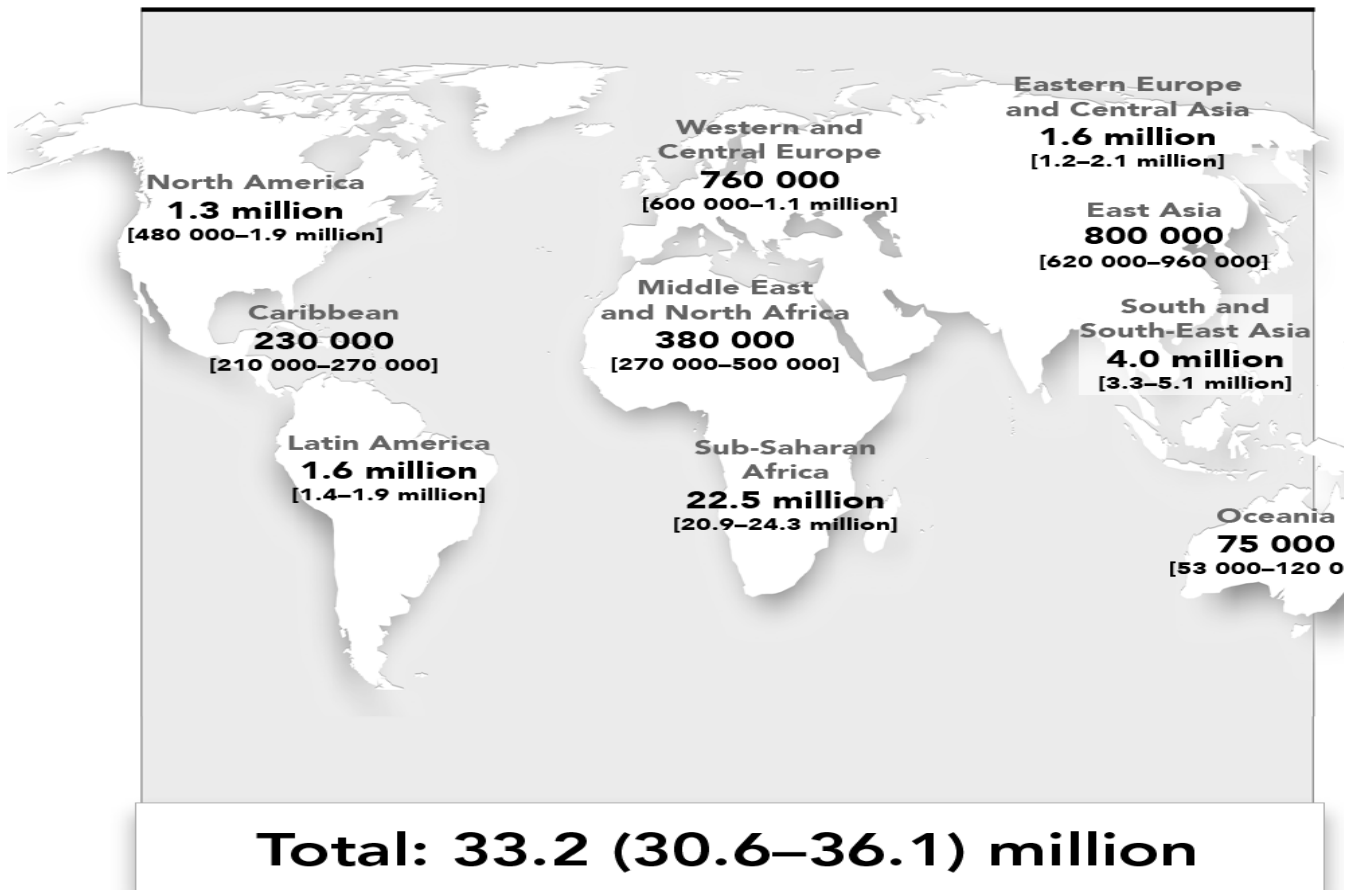 Eastern Europe
and Central Asia
1.6 million
[1.2–2.1 million]
Western and
Central Europe
760 000
[600 000–1.1 million]
North America
1.3 million
[480 000–1.9 million]
East Asia
800 000
[620 000–960 000]
Middle East
and North Africa
380 000
[270 000–500 000]
Caribbean
230 000
[210 000–270 000]
South and
South-East Asia
4.0 million
[3.3–5.1 million]
Latin America
1.6 million
[1.4–1.9 million]
Sub-Saharan
Africa
22.5 million
[20.9–24.3 million]
Oceania
75 000
[53 000–120 0
Total: 33.2 (30.6–36.1) million